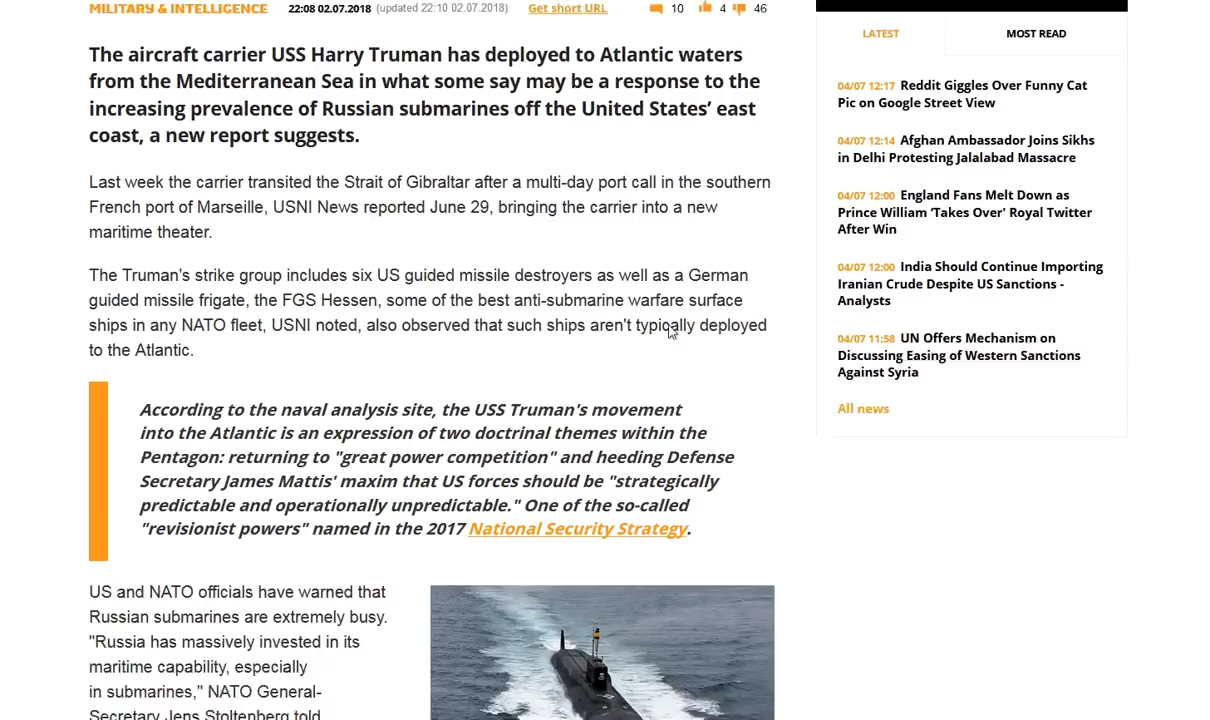 MILITARY & INTELLIGENCE 22:08 02.07.2018 (updated 22:10 02.07.2018) Get short URL 10 4 46
The aircraft carrier USS Harry Truman has deployed to Atlantic waters
from the Mediterranean Sea in what some say may be a response to the
increasing prevalence of Russian submarines off the United States’ east
coast, a new report suggests.
Last week the carrier transited the Strait of Gibraltar after a multi-day port call in the southern
French port of Marseille, USNI News reported June 29, bringing the carrier into a new
maritime theater.
The Truman's strike group includes six US guided missile destroyers as well as a German
guided missile frigate, the FGS Hessen, some of the best anti-submarine warfare surface
ships in any NATO fleet, USNI noted, also observed that such ships aren't typically deployed
to the Atlantic.
According to the naval analysis site, the USS Truman's movement
into the Atlantic is an expression of two doctrinal themes within the
Pentagon: returning to "great power competition" and heeding Defense
Secretary James Mattis' maxim that US forces should be "strategically
predictable and operationally unpredictable." One of the so-called
"revisionist powers" named in the 2017 National Security Strategy.
US and NATO officials have warned that
Russian submarines are extremely busy.
"Russia has massively invested in its
maritime capability, especially
in submarines," NATO General-
Secretary Jens Stoltenberg told
LATEST MOST READ
04/07 12:17 Reddit Giggles Over Funny Cat
Pic on Google Street View
04/07 12:14 Afghan Ambassador Joins Sikhs
in Delhi Protesting Jalalabad Massacre
04/07 12:00 England Fans Melt Down as
Prince William ‘Takes Over' Royal Twitter
After Win
04/07 12:00 India Should Continue Importing
Iranian Crude Despite US Sanctions -
Analysts
04/07 11:58 UN Offers Mechanism on
Discussing Easing of Western Sanctions
Against Syria
All news